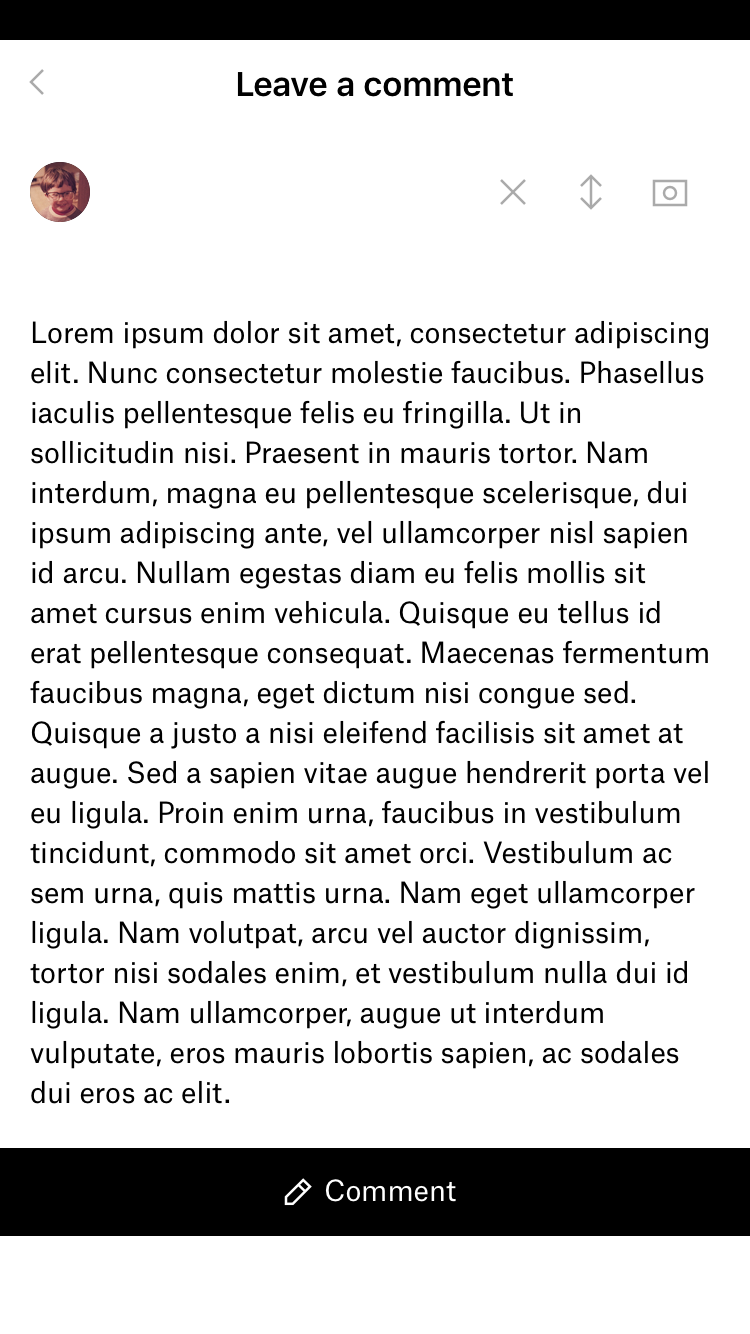 Leave a comment
Lorem ipsum dolor sit amet, consectetur adipiscing
elit. Nunc consectetur molestie faucibus. Phasellus
iaculis pellentesque felis eu fringilla. Ut in
sollicitudin nisi. Praesent in mauris tortor. Nam
interdum, magna eu pellentesque scelerisque, dui
ipsum adipiscing ante, vel ullamcorper nisl sapien
id arcu. Nullam egestas diam eu felis mollis sit
amet cursus enim vehicula. Quisque eu tellus id
erat pellentesque consequat. Maecenas fermentum
faucibus magna, eget dictum nisi congue sed.
Quisque a justo a nisi eleifend facilisis sit amet at
augue. Sed a sapien vitae augue hendrerit porta vel
eu ligula. Proin enim urna, faucibus in vestibulum
tincidunt, commodo sit amet orci. Vestibulum ac
sem urna, quis mattis urna. Nam eget ullamcorper
ligula. Nam volutpat, arcu vel auctor dignissim,
tortor nisi sodales enim, et vestibulum nulla dui id
ligula. Nam ullamcorper, augue ut interdum
vulputate, eros mauris lobortis sapien, ac sodales
dui eros ac elit.
Comment